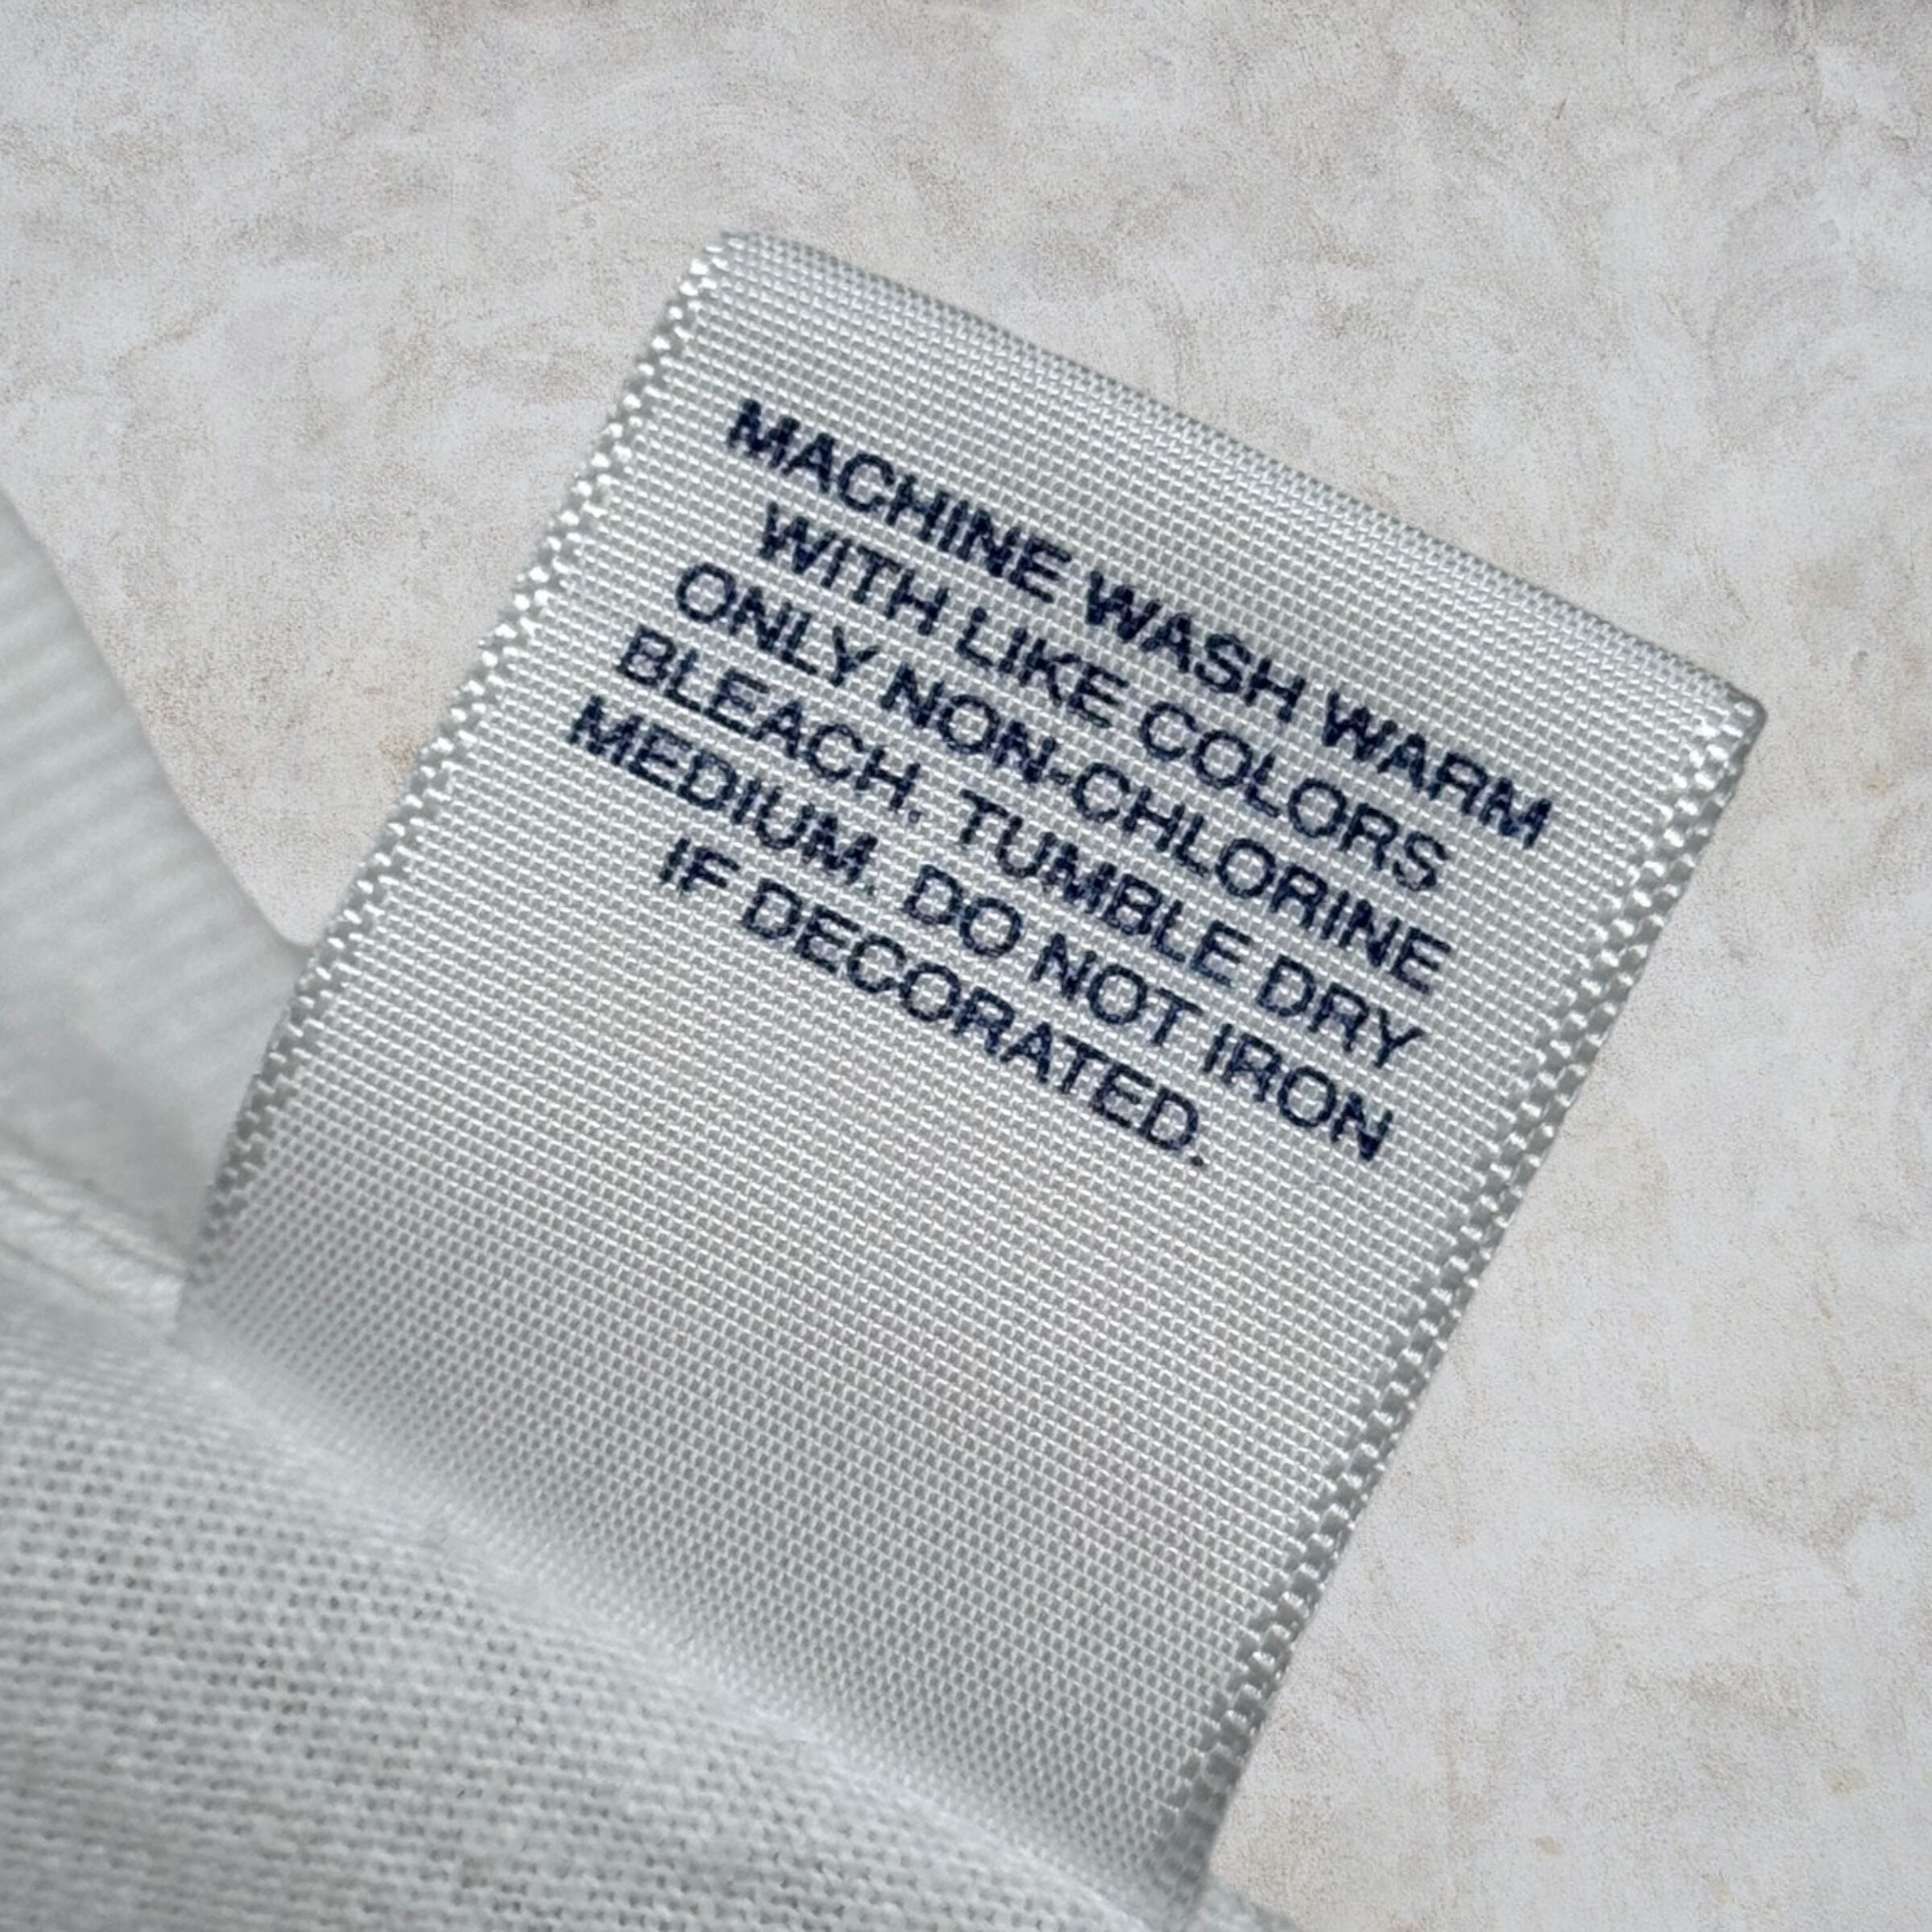 MACHINE WASH WARM
WITH LIKE COLORS
ONLY NON-CHLORINE
BLEACH. TUMBLE DRY
MEDIUM. DO NOT IRON
IF DECORATED.